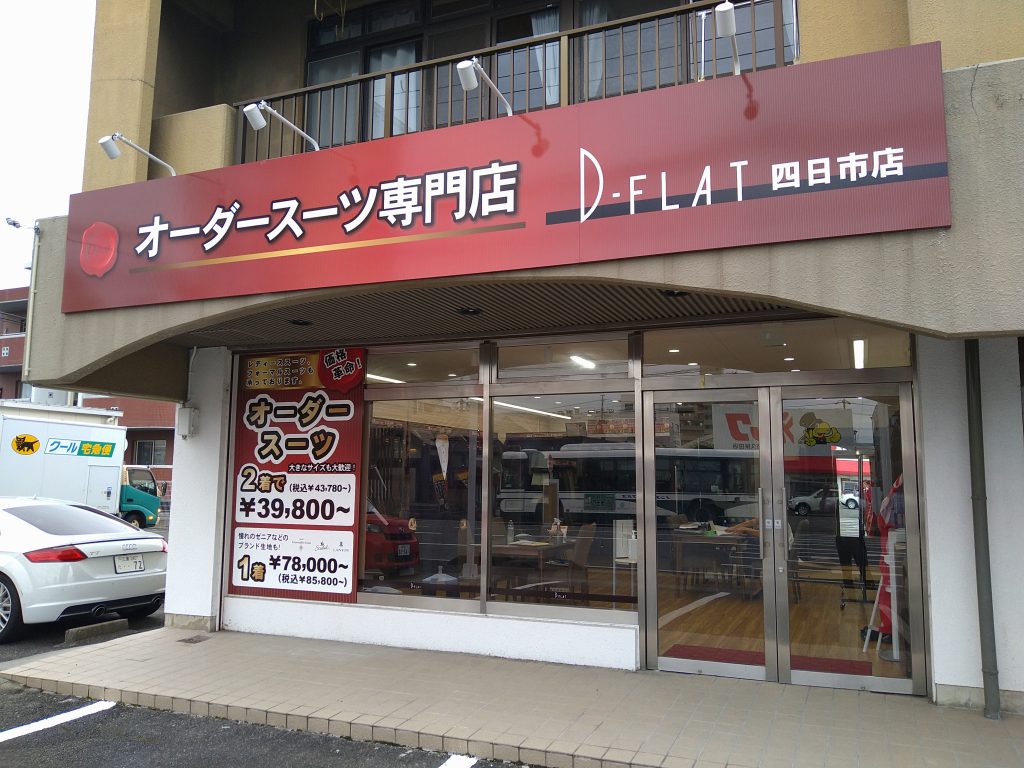 オーダースーツ専門店
D-FLAT 四日市店
レディーススーツ、
フォーマルスーツも
承っております。
価格
革命！
オーダー
スーツ
大きなサイズも大歓迎！
2着で (税込¥43,780~)
¥39,800~
憧れのゼニアなどの
ブランド生地も！
1着 ¥78,000~
(税込¥85,800~)
D-FLAT
D-FLAT
クール宅急便
72